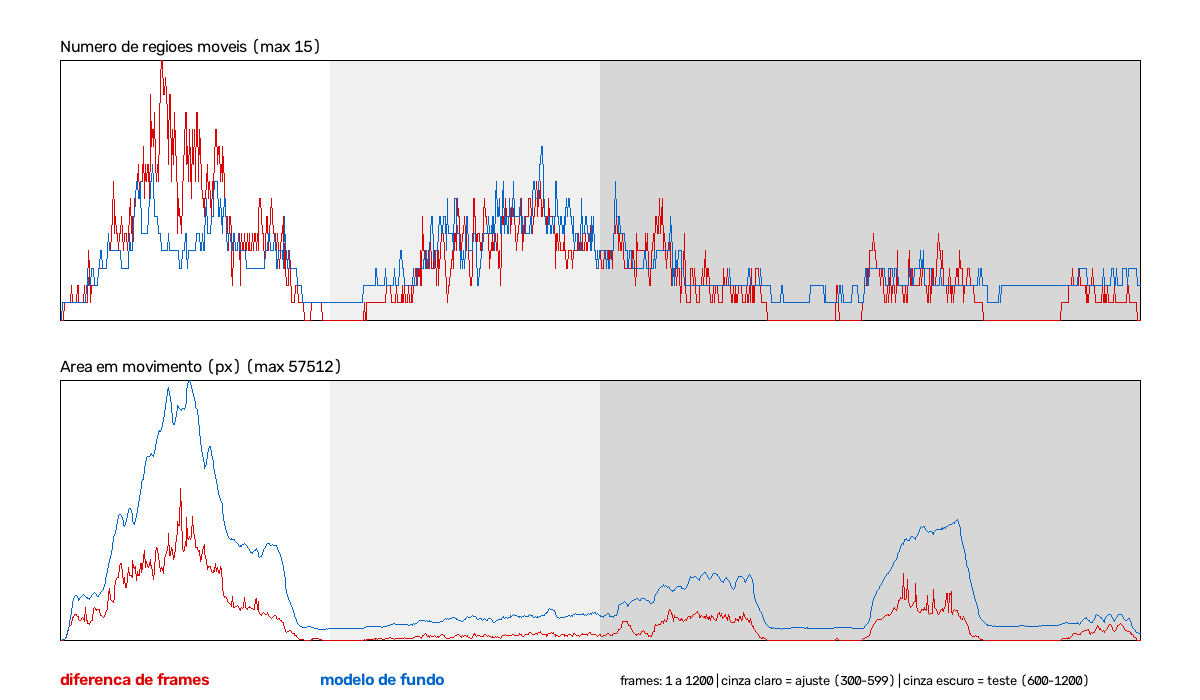 Numero de regioes moveis (max 15)
Area em movimento (px) (max 57512)
diferenca de frames modelo de fundo frames: 1 a 1200 | cinza claro = ajuste (300-599) | cinza escuro = teste (600-1200)